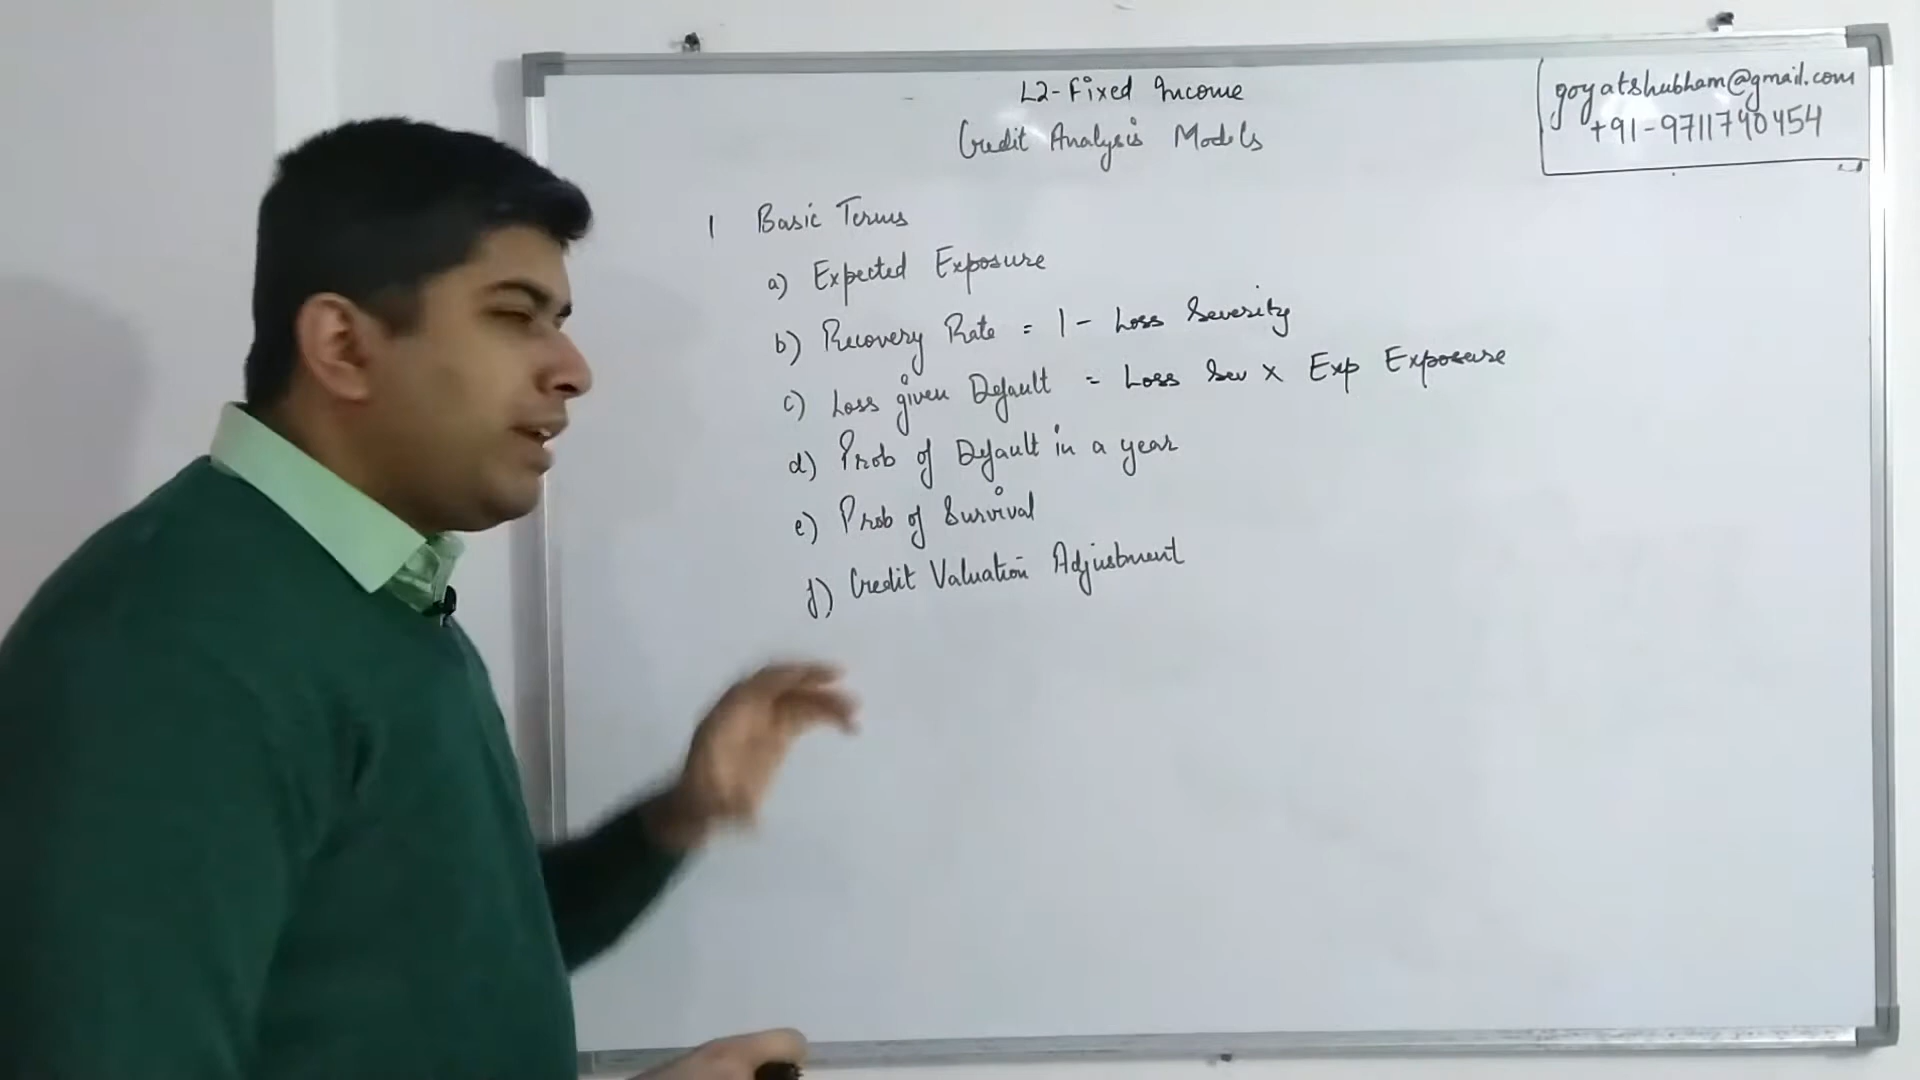 L2-Fixed Income
Credit Analysis Models
goyatshubham@gmail.com
+91-9711740454
1 Basic Terms
a) Expected Exposure
b) Recovery Rate = 1 - Loss Severity
c) Loss given Default = Loss Sev x Exp Exposure
d) Prob of Default in a year
e) Prob of Survival
f) Credit Valuation Adjustment